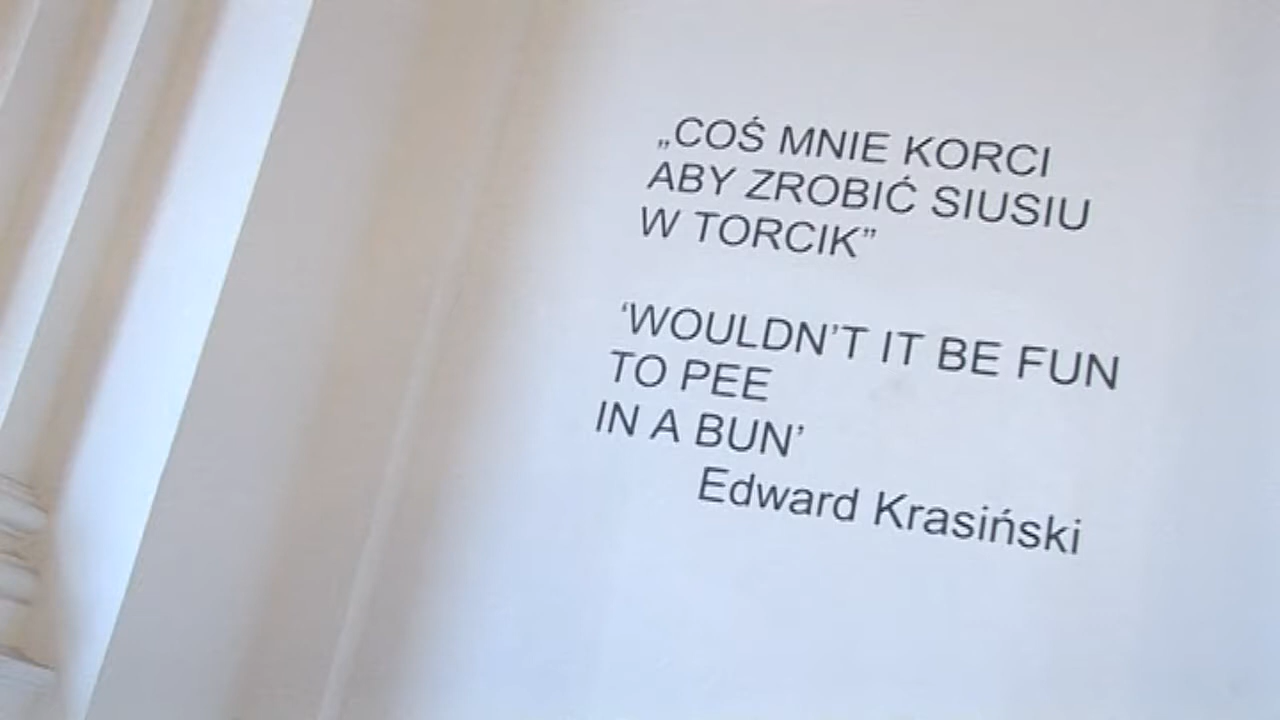 „COŚ MNIE KORCI
ABY ZROBIĆ SIUSIU
W TORCIK”
‘WOULDN’T IT BE FUN
TO PEE
IN A BUN’
Edward Krasiński